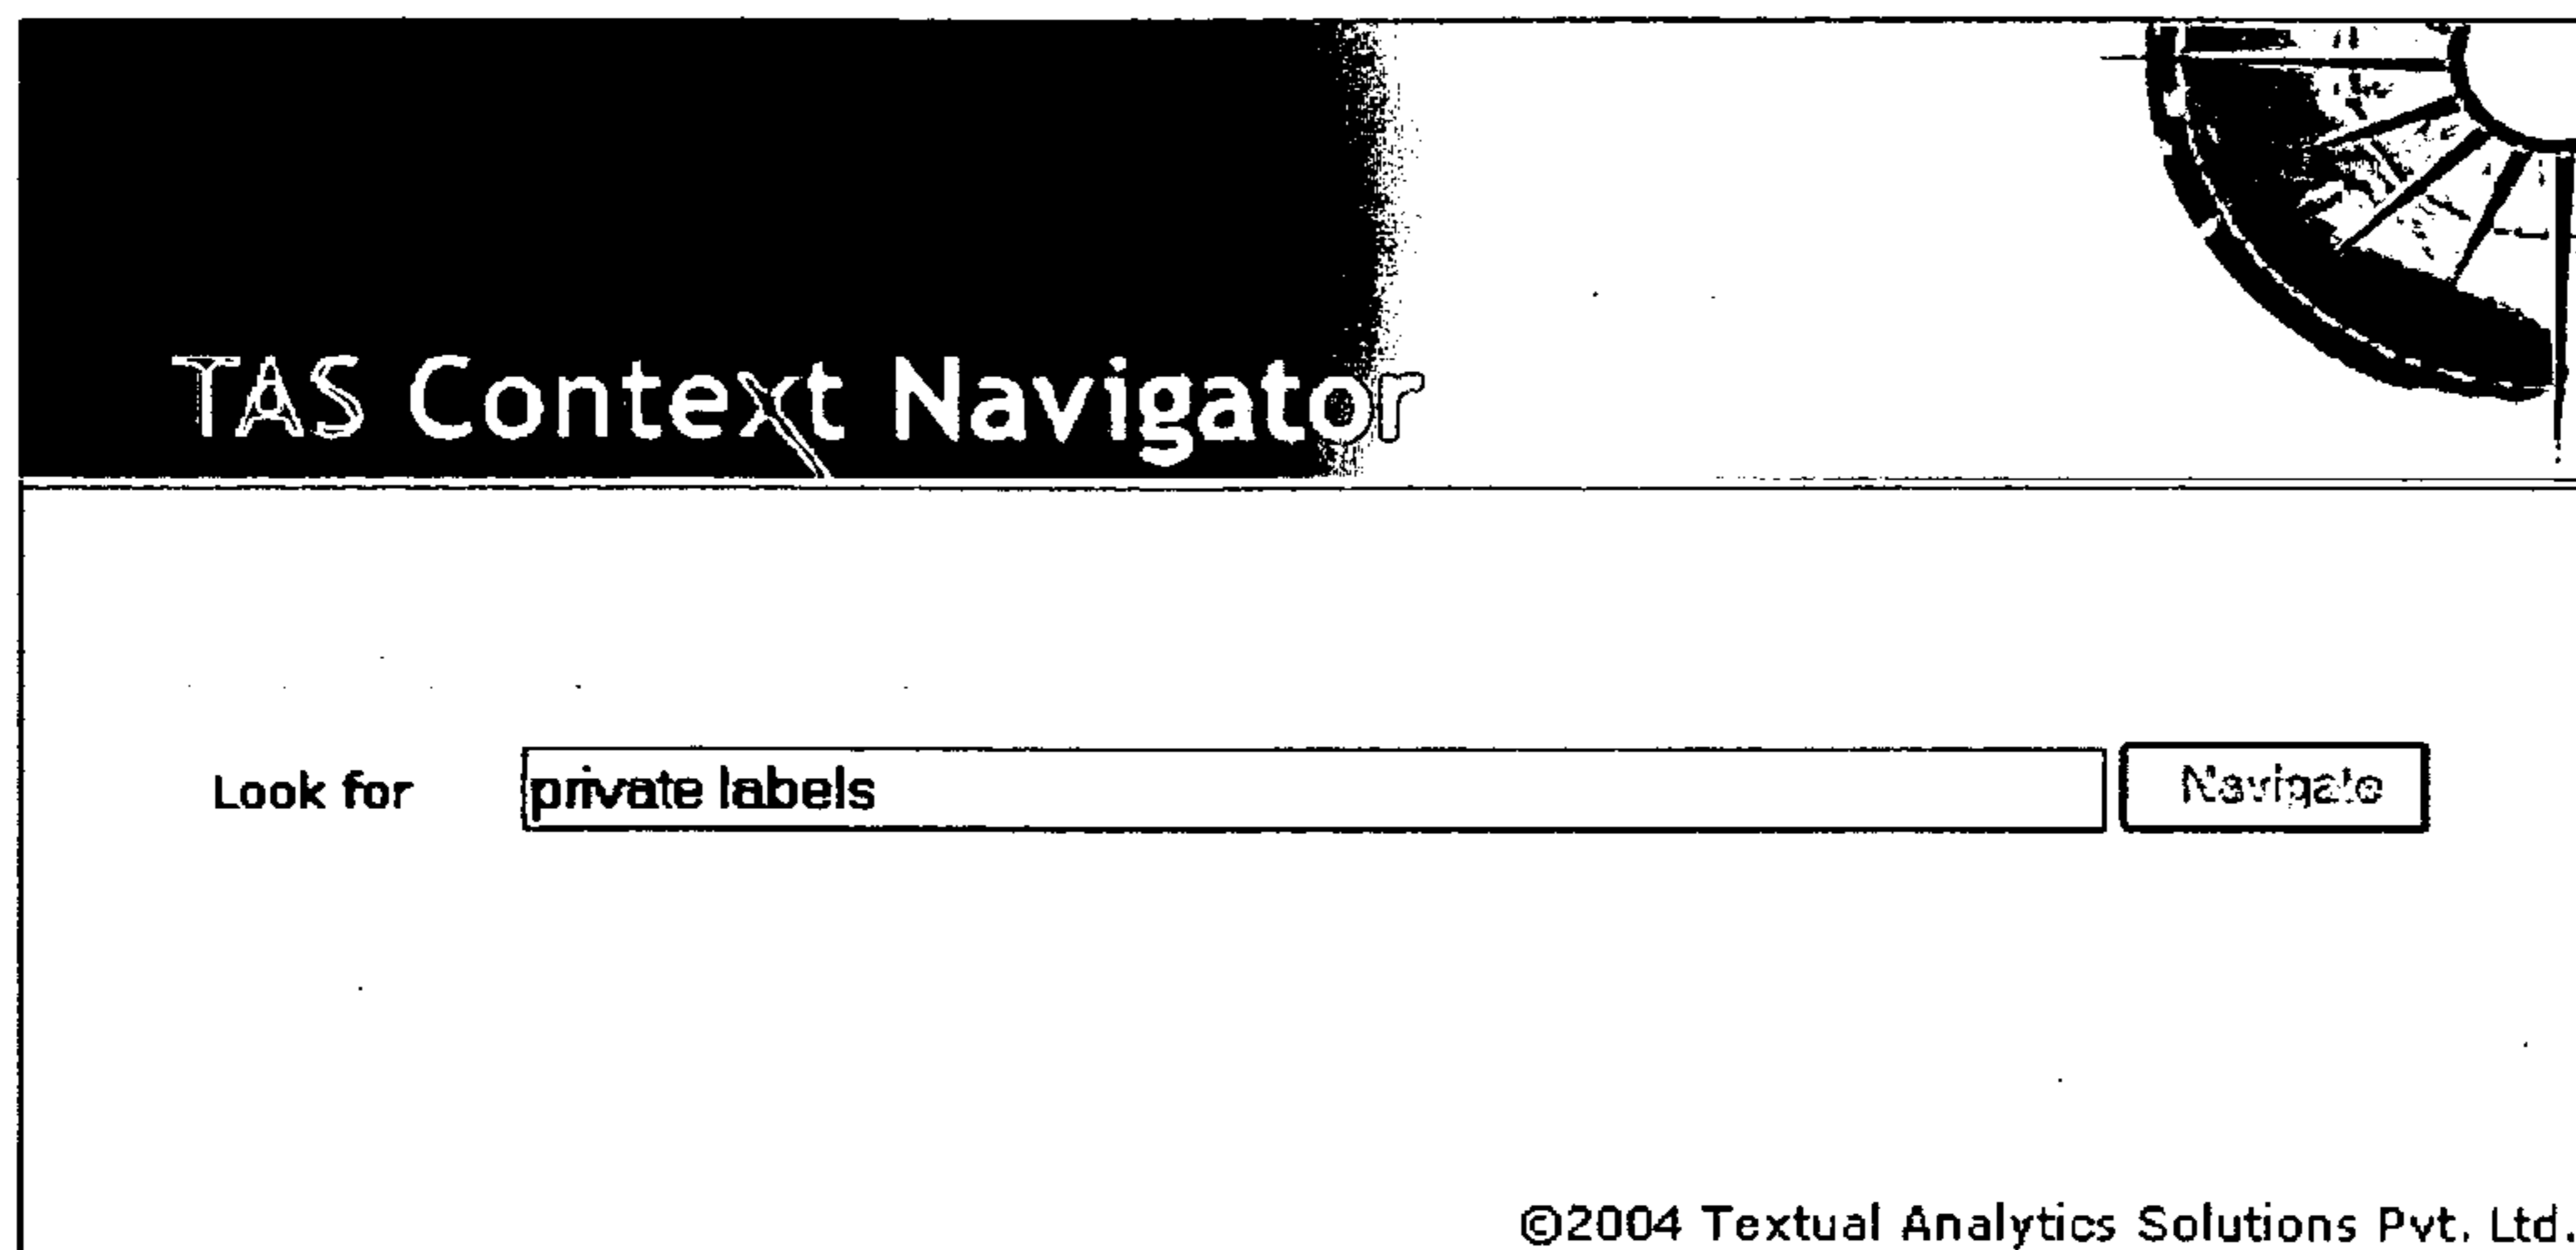 TAS Context Navigator
Look for private labels Navigate
©2004 Textual Analytics Solutions Pvt. Ltd.